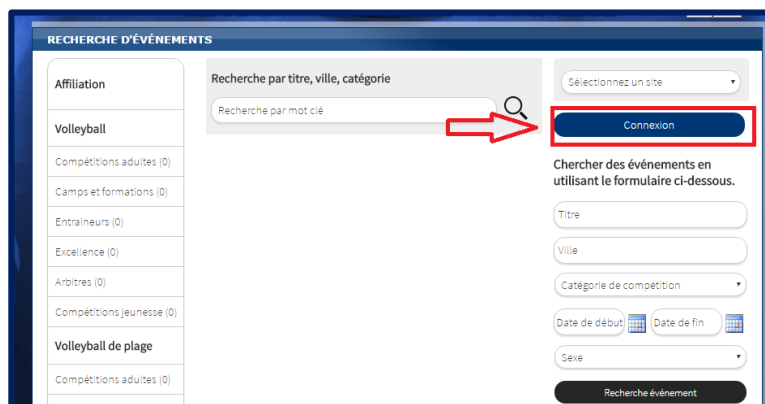 RECHERCHE D'ÉVÉNEMENTS
Affiliation
Volleyball
Compétitions adultes (0)
Camps et formations (0)
Entraineurs (0)
Excellence (0)
Arbitres (0)
Compétitions jeunesse (0)
Volleyball de plage
Compétitions adultes (0)
Recherche par titre, ville, catégorie
Recherche par mot clé
Sélectionnez un site
Connexion
Chercher des événements en
utilisant le formulaire ci-dessous.
Titre
Ville
Catégorie de compétition
Date de début Date de fin
Sexe
Recherche événement